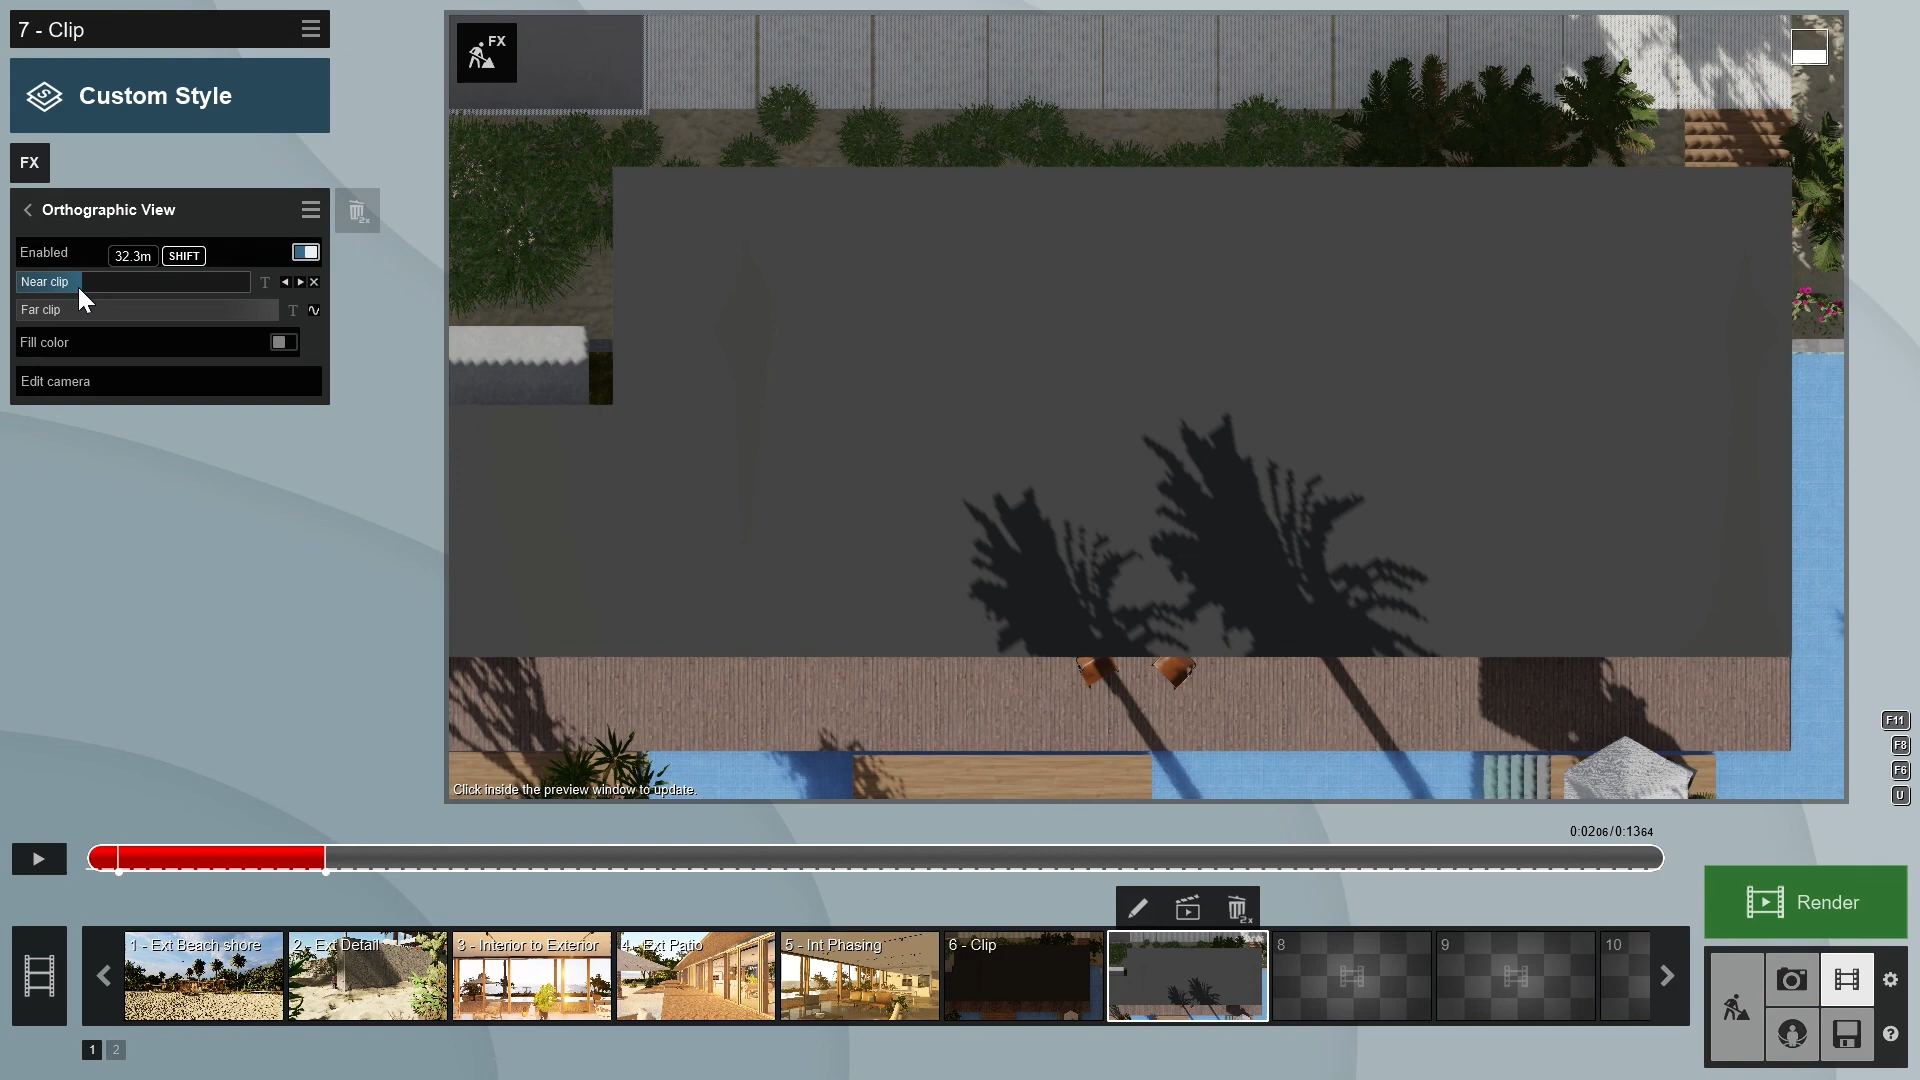 7 - Clip
Custom Style
FX
Orthographic View
Enabled
32.3m
SHIFT
Near clip
T
Far clip
T
Fill color
Edit camera
FX
2x
Click inside the preview window to update.
F11
F8
F6
U
0:0206/0:1364
2x
Render
1 - Ext Beach shore
2 - Ext Detail
3 - Interior to Exterior
4 - Ext Patio
5 - Int Phasing
6 - Clip
8
9
10
1
2
?